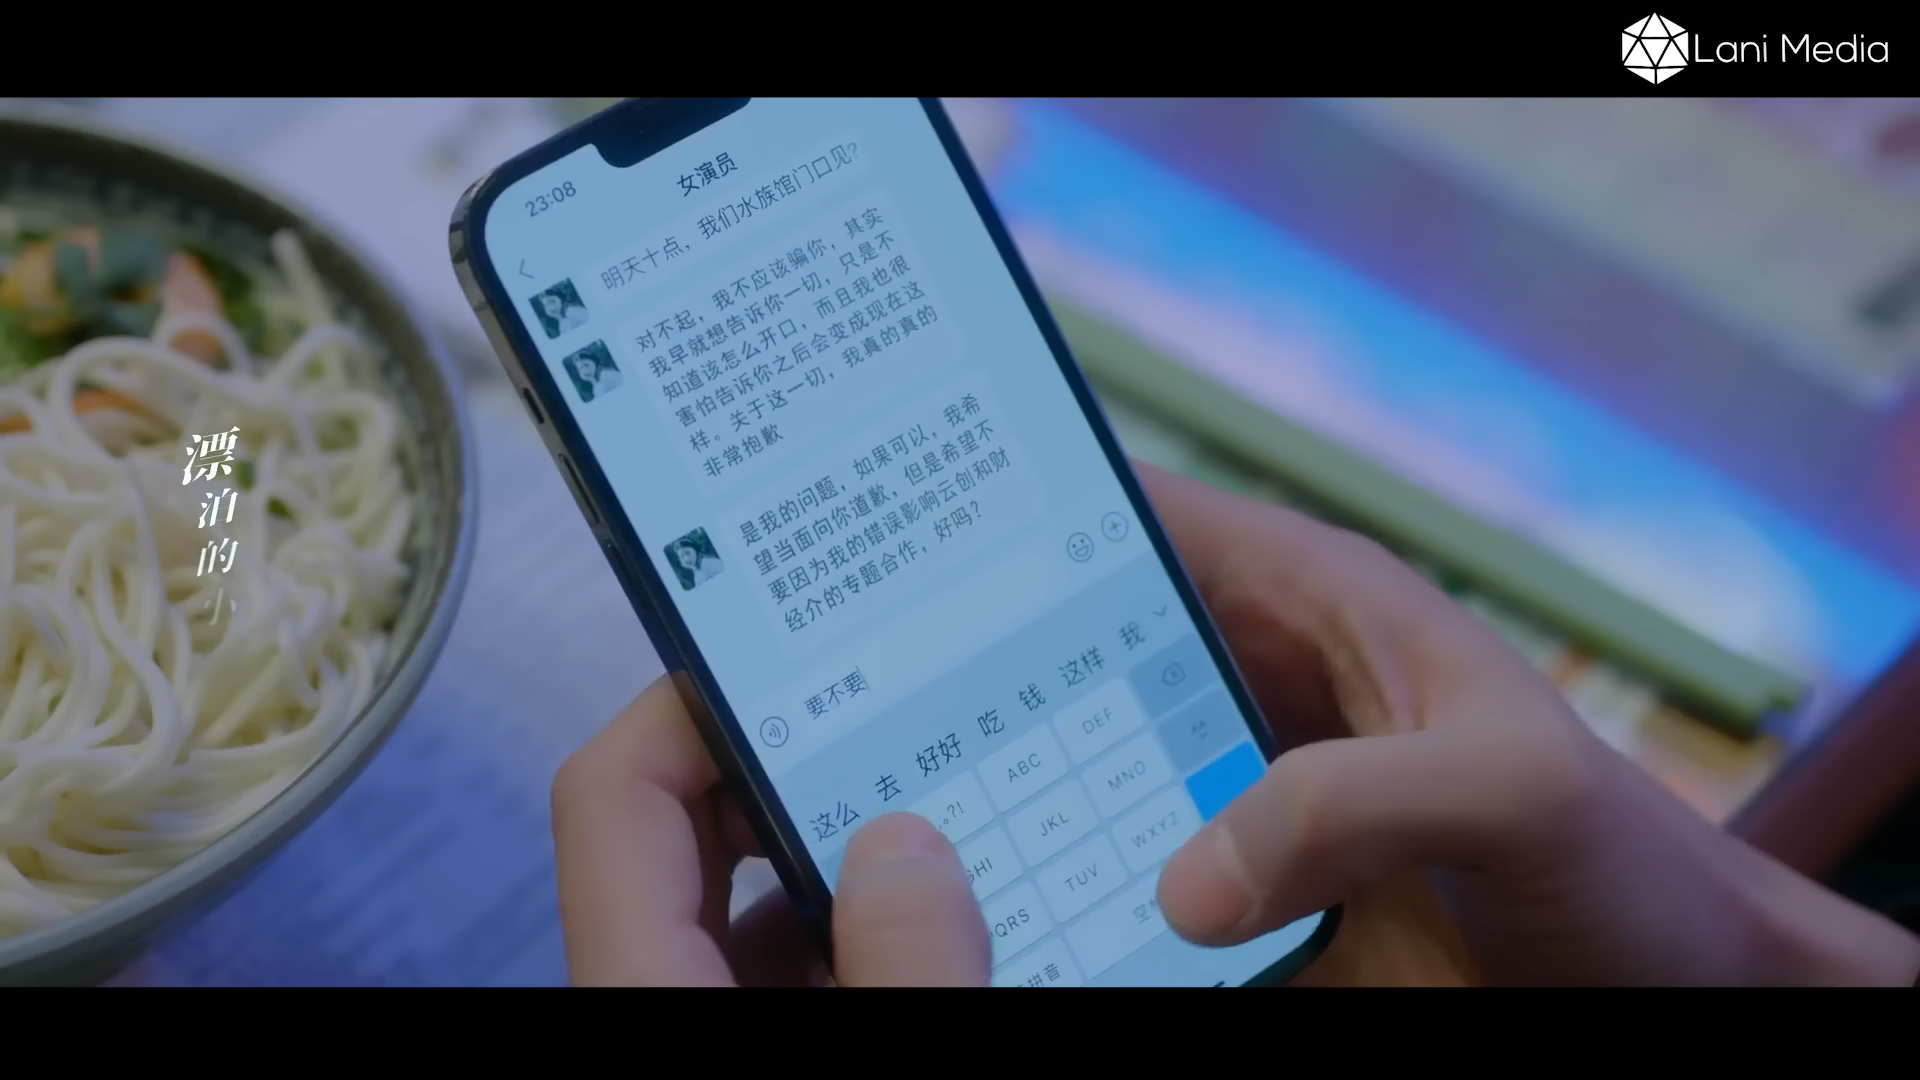 Lani Media
漂泊的小
23:08
女演员
明天十点，我们水族馆门口见？
对不起，我不应该骗你，其实
我早就想告诉你一切，只是不
知道该怎么开口，而且我也很
害怕告诉你之后会变成现在这
样。关于这一切，我真的真的
非常抱歉
是我的问题，如果可以，我希
望当面向你道歉，但是希望不
要因为我的错误影响云创和财
经介的专题合作，好吗？
要不要
这么 去 好好 吃 钱 这样 我
。?! ABC DEF
GHI JKL MNO
PQRS TUV WXYZ
拼音